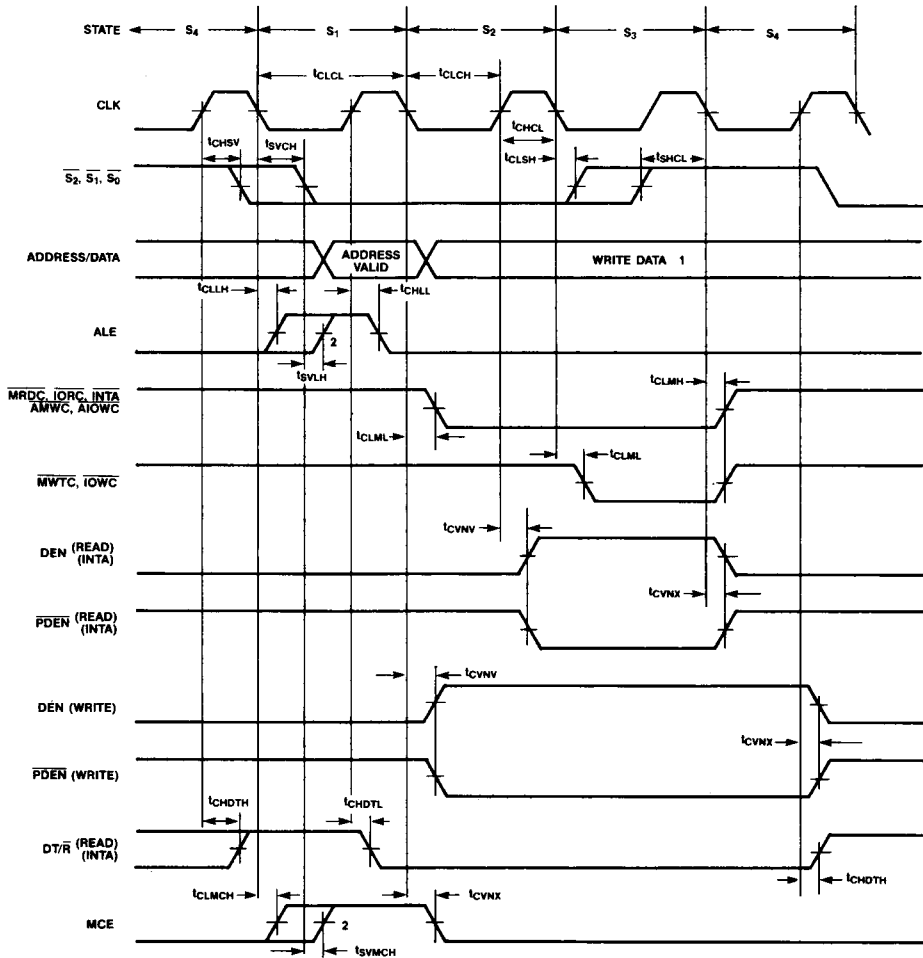 STATE S4 S1 S2 S3 S4
tCLCL tCLCH
CLK
tCHSV tSVCH tCHCL
tCLSH tSHCL
S2, S1, S0
ADDRESS/DATA ADDRESS VALID WRITE DATA 1
tCLLH tCHLL
ALE 2
tSVLH
MRDC, IORC, INTA tCLMH
AMWC, AIOWC
tCLML
tCLML
MWTC, IOWC
tCVNV
DEN (READ)
(INTA)
tCVNX
PDEN (READ)
(INTA)
tCVNV
DEN (WRITE)
tCVNX
PDEN (WRITE)
tCHDTH tCHDTL
DT/R (READ)
(INTA)
tCHDTH
tCLMCH tCVNX
MCE 2
tSVMCH